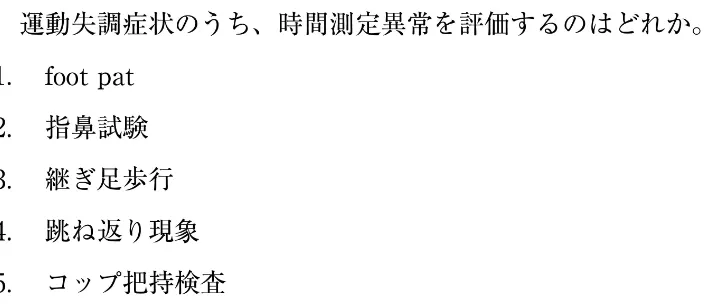 運動失調症状のうち、時間測定異常を評価するのはどれか。
1. foot pat
2. 指鼻試験
3. 継ぎ足歩行
4. 跳ね返り現象
5. コップ把持検査